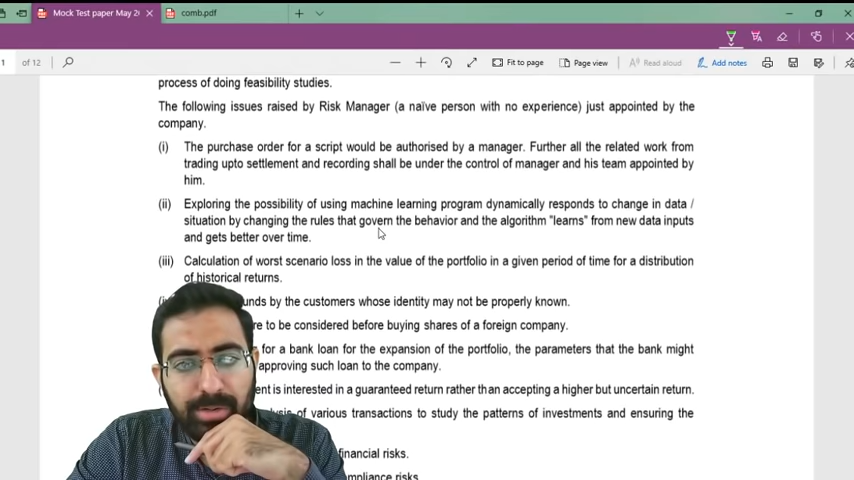 Mock Test paper May 2
comb.pdf
1 of 12
Fit to page
Page view
Read aloud
Add notes
process of doing feasibility studies.
The following issues raised by Risk Manager (a naïve person with no experience) just appointed by the
company.
(i) The purchase order for a script would be authorised by a manager. Further all the related work from
trading upto settlement and recording shall be under the control of manager and his team appointed by
him.
(ii) Exploring the possibility of using machine learning program dynamically responds to change in data /
situation by changing the rules that govern the behavior and the algorithm "learns" from new data inputs
and gets better over time.
(iii) Calculation of worst scenario loss in the value of the portfolio in a given period of time for a distribution
of historical returns.
by the customers whose identity may not be properly known.
to be considered before buying shares of a foreign company.
for a bank loan for the expansion of the portfolio, the parameters that the bank might
approving such loan to the company.
is interested in a guaranteed return rather than accepting a higher but uncertain return.
of various transactions to study the patterns of investments and ensuring the
financial risks.
risks.